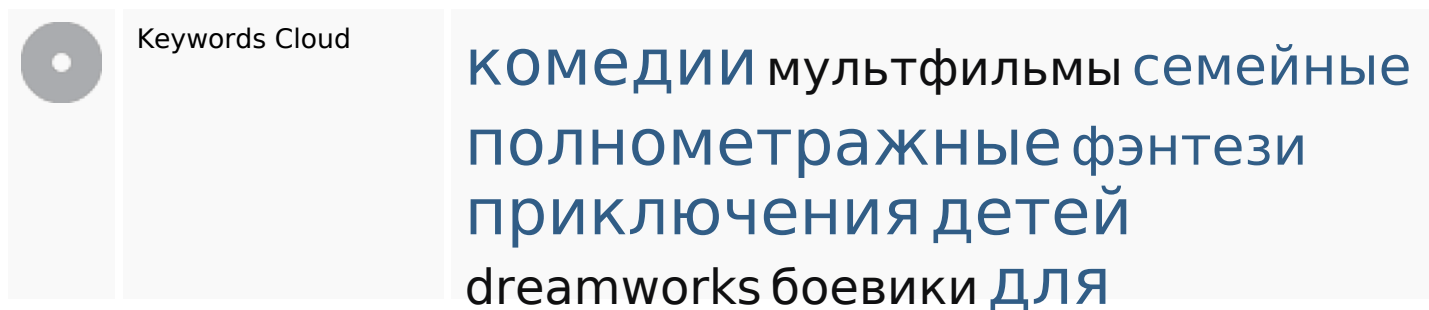 Keywords Cloud
комедии мультфильмы семейные
полнометражные фэнтези
приключения детей
dreamworks боевики для